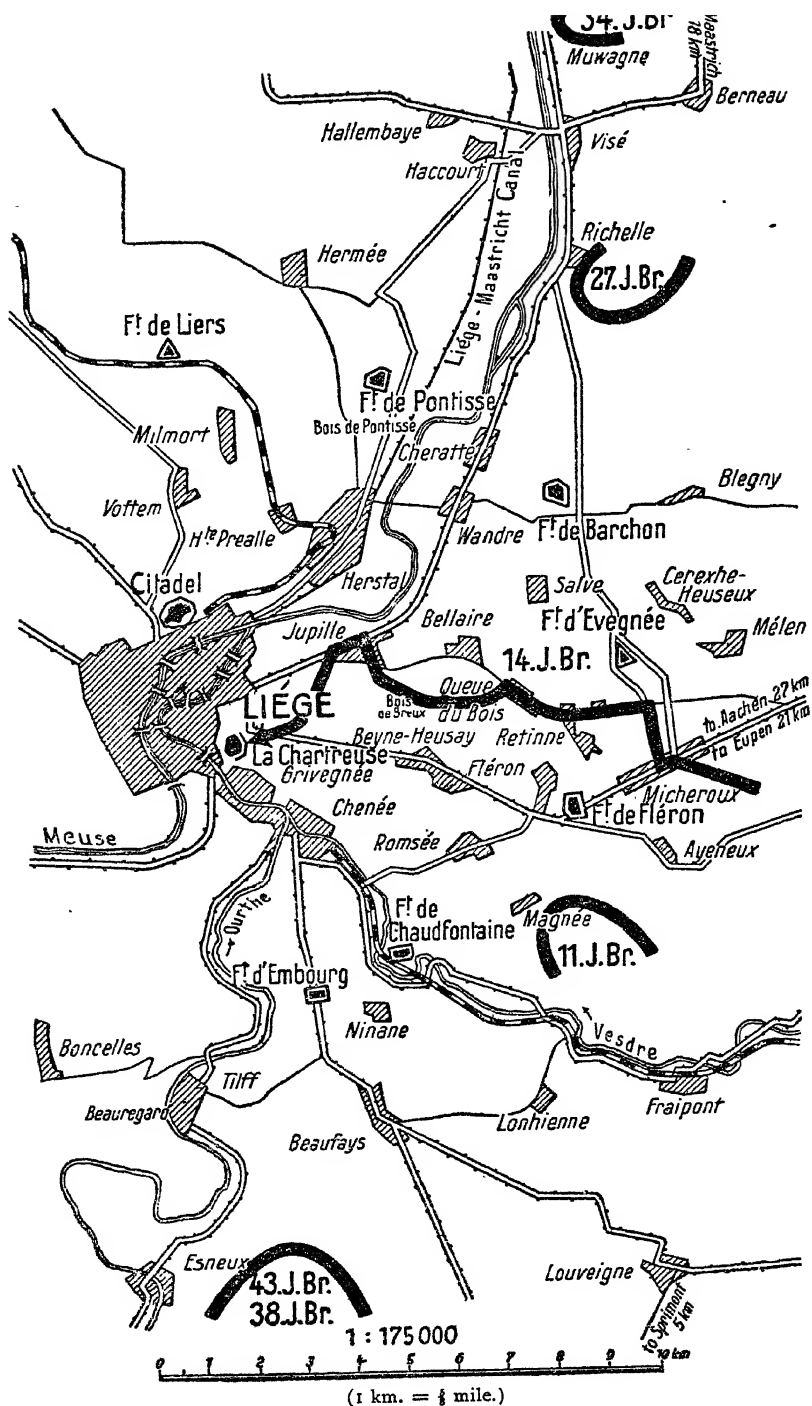 34.J.Br
Muwagne
Maastrich
18 km
Berneau
Hallembaye
Visé
Haccourt
Liége - Maastricht Canal
Richelle
Hermée
27.J.Br.
Ft de Liers
Ft de Pontisse
Bois de Pontisse
Milmort
Cheratte
Vottem
Blegny
Hte Prealle
Wandre
Ft de Barchon
Citadel
Herstal
Salve
Cerexhe-
Heuseux
Jupille
Bellaire
Ft d'Evegnée
Mélen
14.J.Br.
LIÉGE
Bois
de Breux
Queue
du Bois
to Aachen 27 km
to Eupen 21 km
Beyne-Heusay
Retinne
La Chartreuse
Grivegnée
Fléron
Micheroux
Chenée
Ft de Fléron
Meuse
Romsée
Ayeneux
Ft de
Chaudfontaine
Magnée
Ourthe
11.J.Br.
Ft d'Embourg
Ninane
Vesdre
Boncelles
Tilff
Fraipont
Beauregard
Lonhienne
Beaufays
Esneux
43.J.Br.
38.J.Br.
Louveigne
to Sprimont
5 km
1 : 175 000
0 1 2 3 4 5 6 7 8 9 10 km
(1 km. = ⅝ mile.)